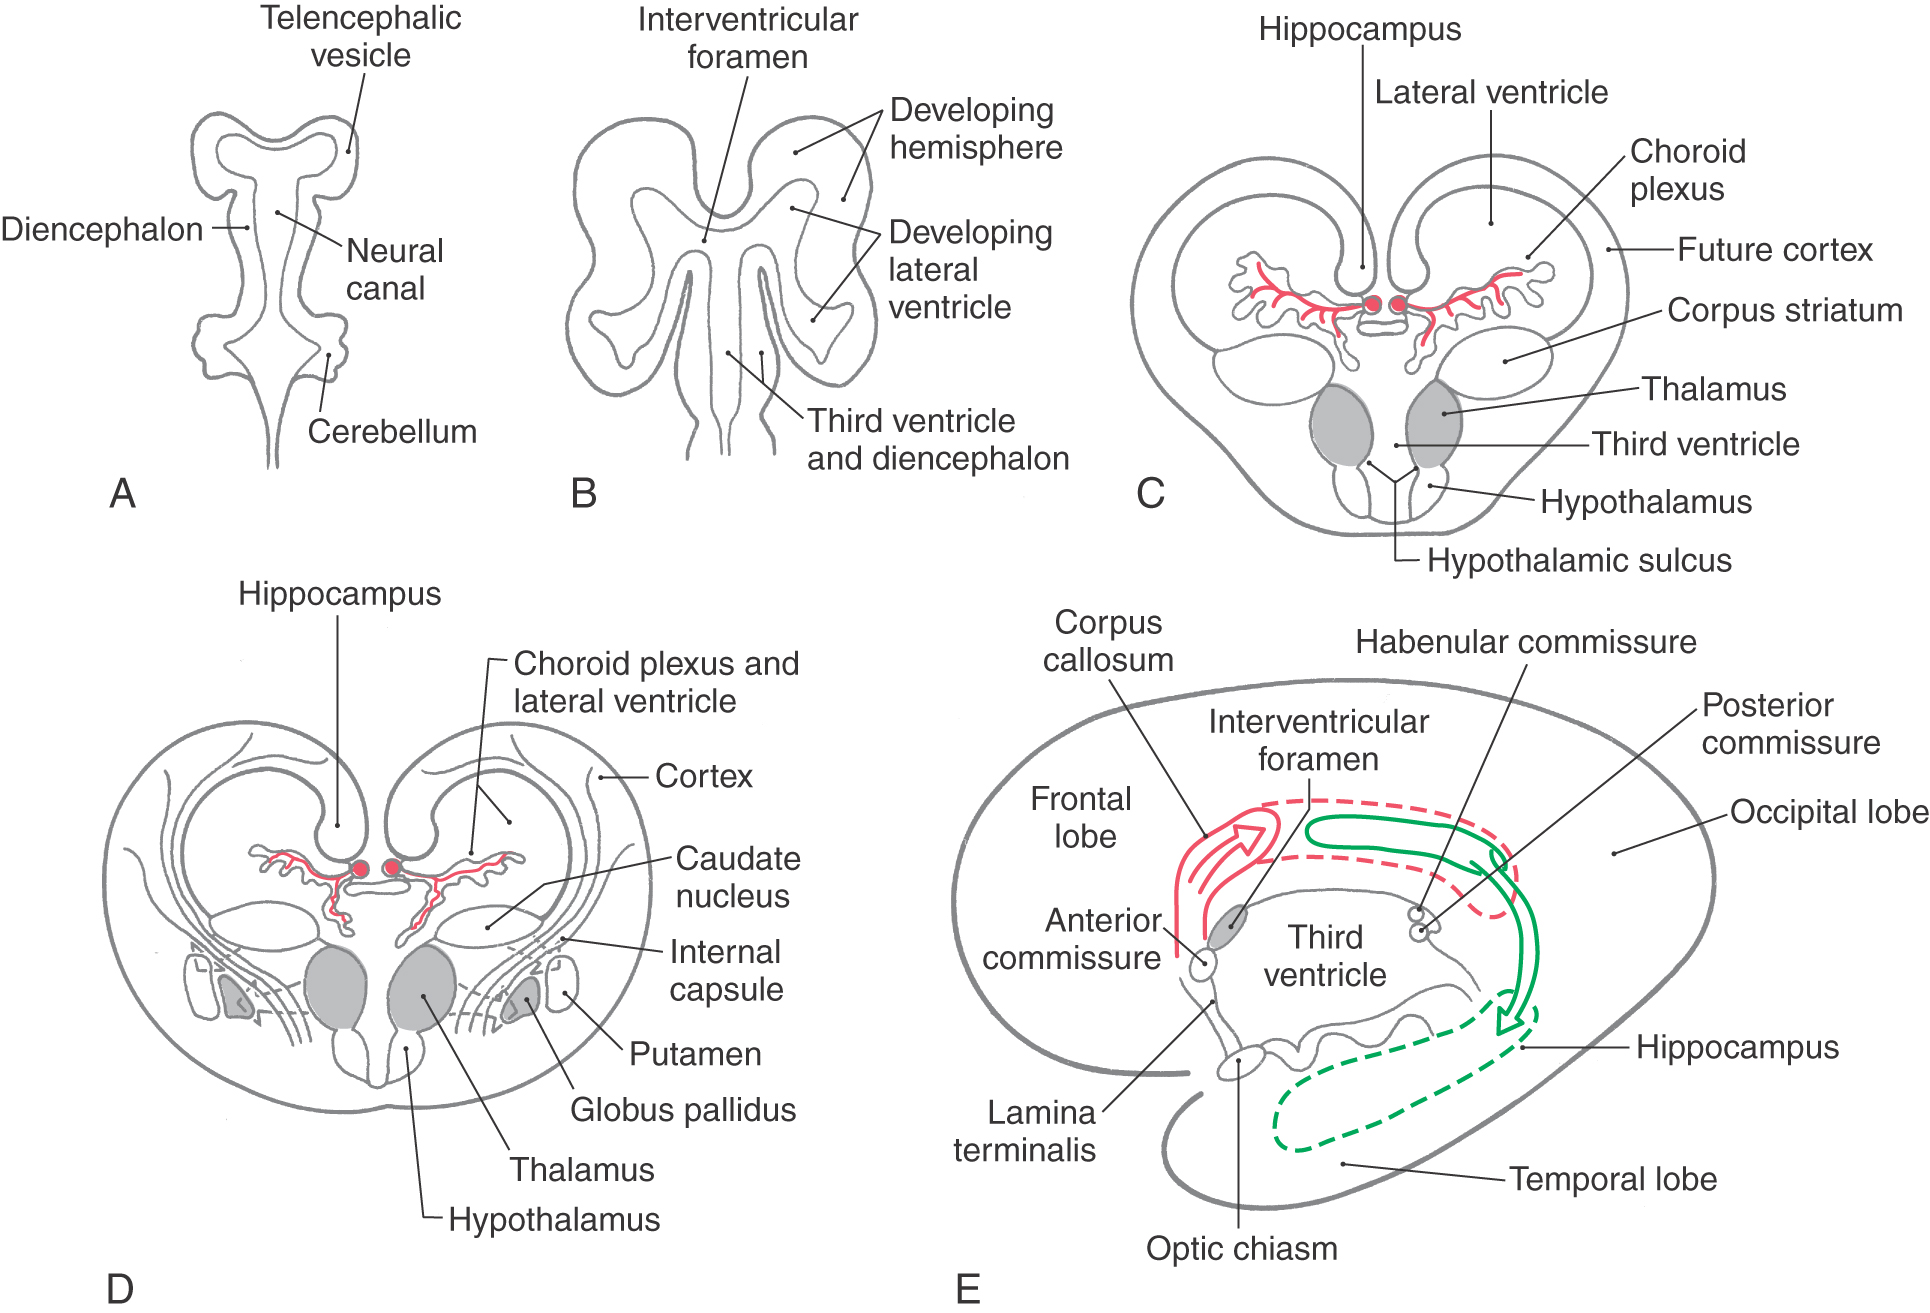 Telencephalic
vesicle
Diencephalon
Neural
canal
Cerebellum
A
Interventricular
foramen
Developing
hemisphere
Developing
lateral
ventricle
Third ventricle
and diencephalon
B
Hippocampus
Lateral ventricle
Choroid
plexus
Future cortex
Corpus striatum
Thalamus
Third ventricle
Hypothalamus
Hypothalamic sulcus
C
Hippocampus
Choroid plexus and
lateral ventricle
Cortex
Caudate
nucleus
Internal
capsule
Putamen
Globus pallidus
Thalamus
Hypothalamus
D
Corpus
callosum
Habenular commissure
Interventricular
foramen
Posterior
commissure
Frontal
lobe
Occipital lobe
Anterior
commissure
Third
ventricle
Hippocampus
Lamina
terminalis
Temporal lobe
Optic chiasm
E